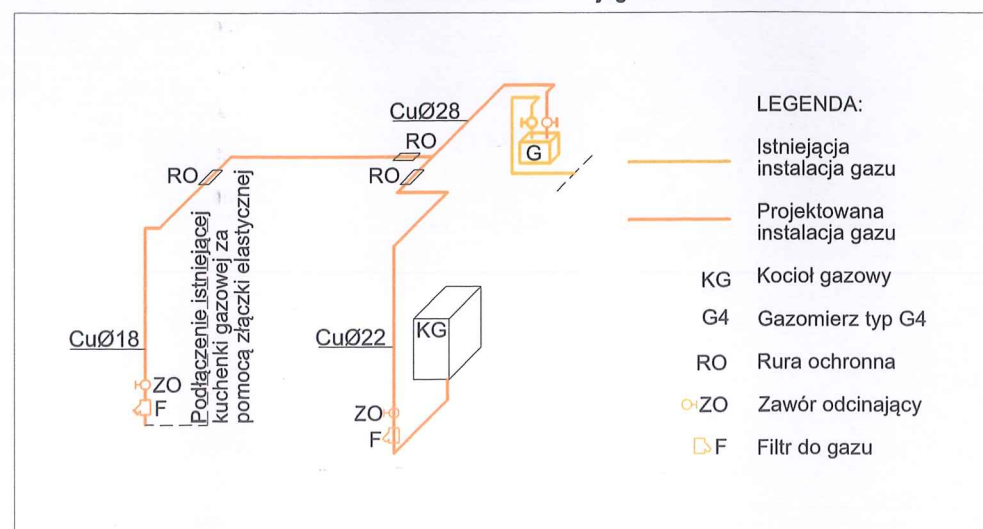 CuØ28
RO
RO
RO
G
CuØ18
ZO
F
Podłączenie istniejącej
kuchenki gazowej za
pomocą złączki elastycznej
CuØ22
KG
ZO
F
LEGENDA:
Istniejącja
instalacja gazu
Projektowana
instalacja gazu
KG Kocioł gazowy
G4 Gazomierz typ G4
RO Rura ochronna
ZO Zawór odcinający
F Filtr do gazu